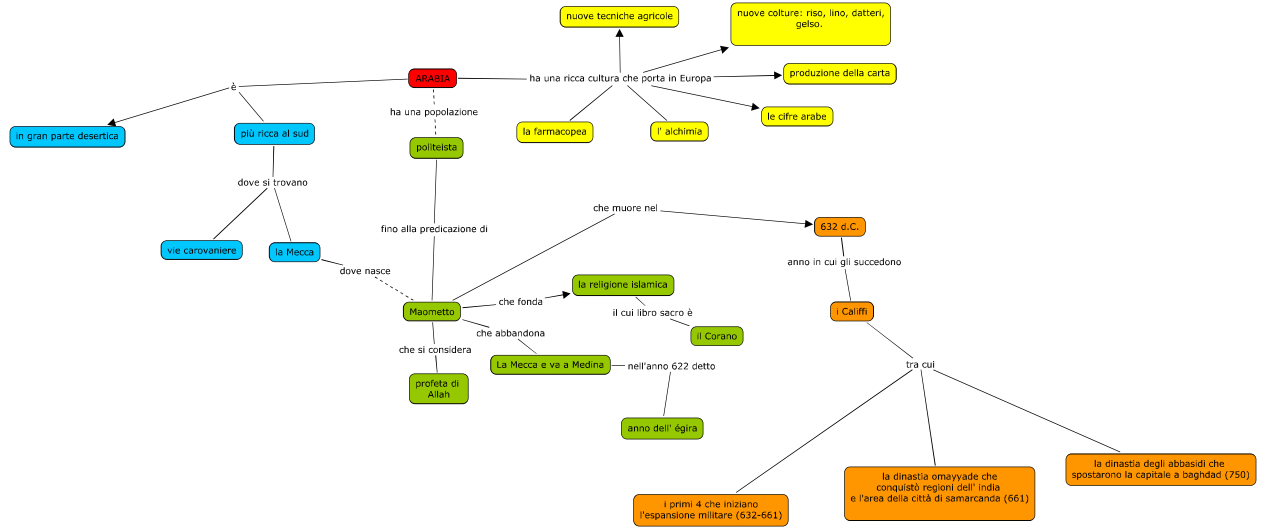 nuove tecniche agricole
nuove colture: riso, lino, datteri,
gelso.
ARABIA
ha una ricca cultura che porta in Europa
produzione della carta
è
ha una popolazione
le cifre arabe
in gran parte desertica
più ricca al sud
la farmacopea
l' alchimia
politeista
dove si trovano
che muore nel
632 d.C.
fino alla predicazione di
vie carovaniere
la Mecca
anno in cui gli succedono
dove nasce
la religione islamica
che fonda
Maometto
il cui libro sacro è
i Califfi
che abbandona
il Corano
che si considera
La Mecca e va a Medina
nell'anno 622 detto
tra cui
profeta di
Allah
anno dell' égira
la dinastia degli abbasidi che
spostarono la capitale a baghdad (750)
la dinastia omayyade che
conquistò regioni dell' india
e l'area della città di samarcanda (661)
i primi 4 che iniziano
l'espansione militare (632-661)